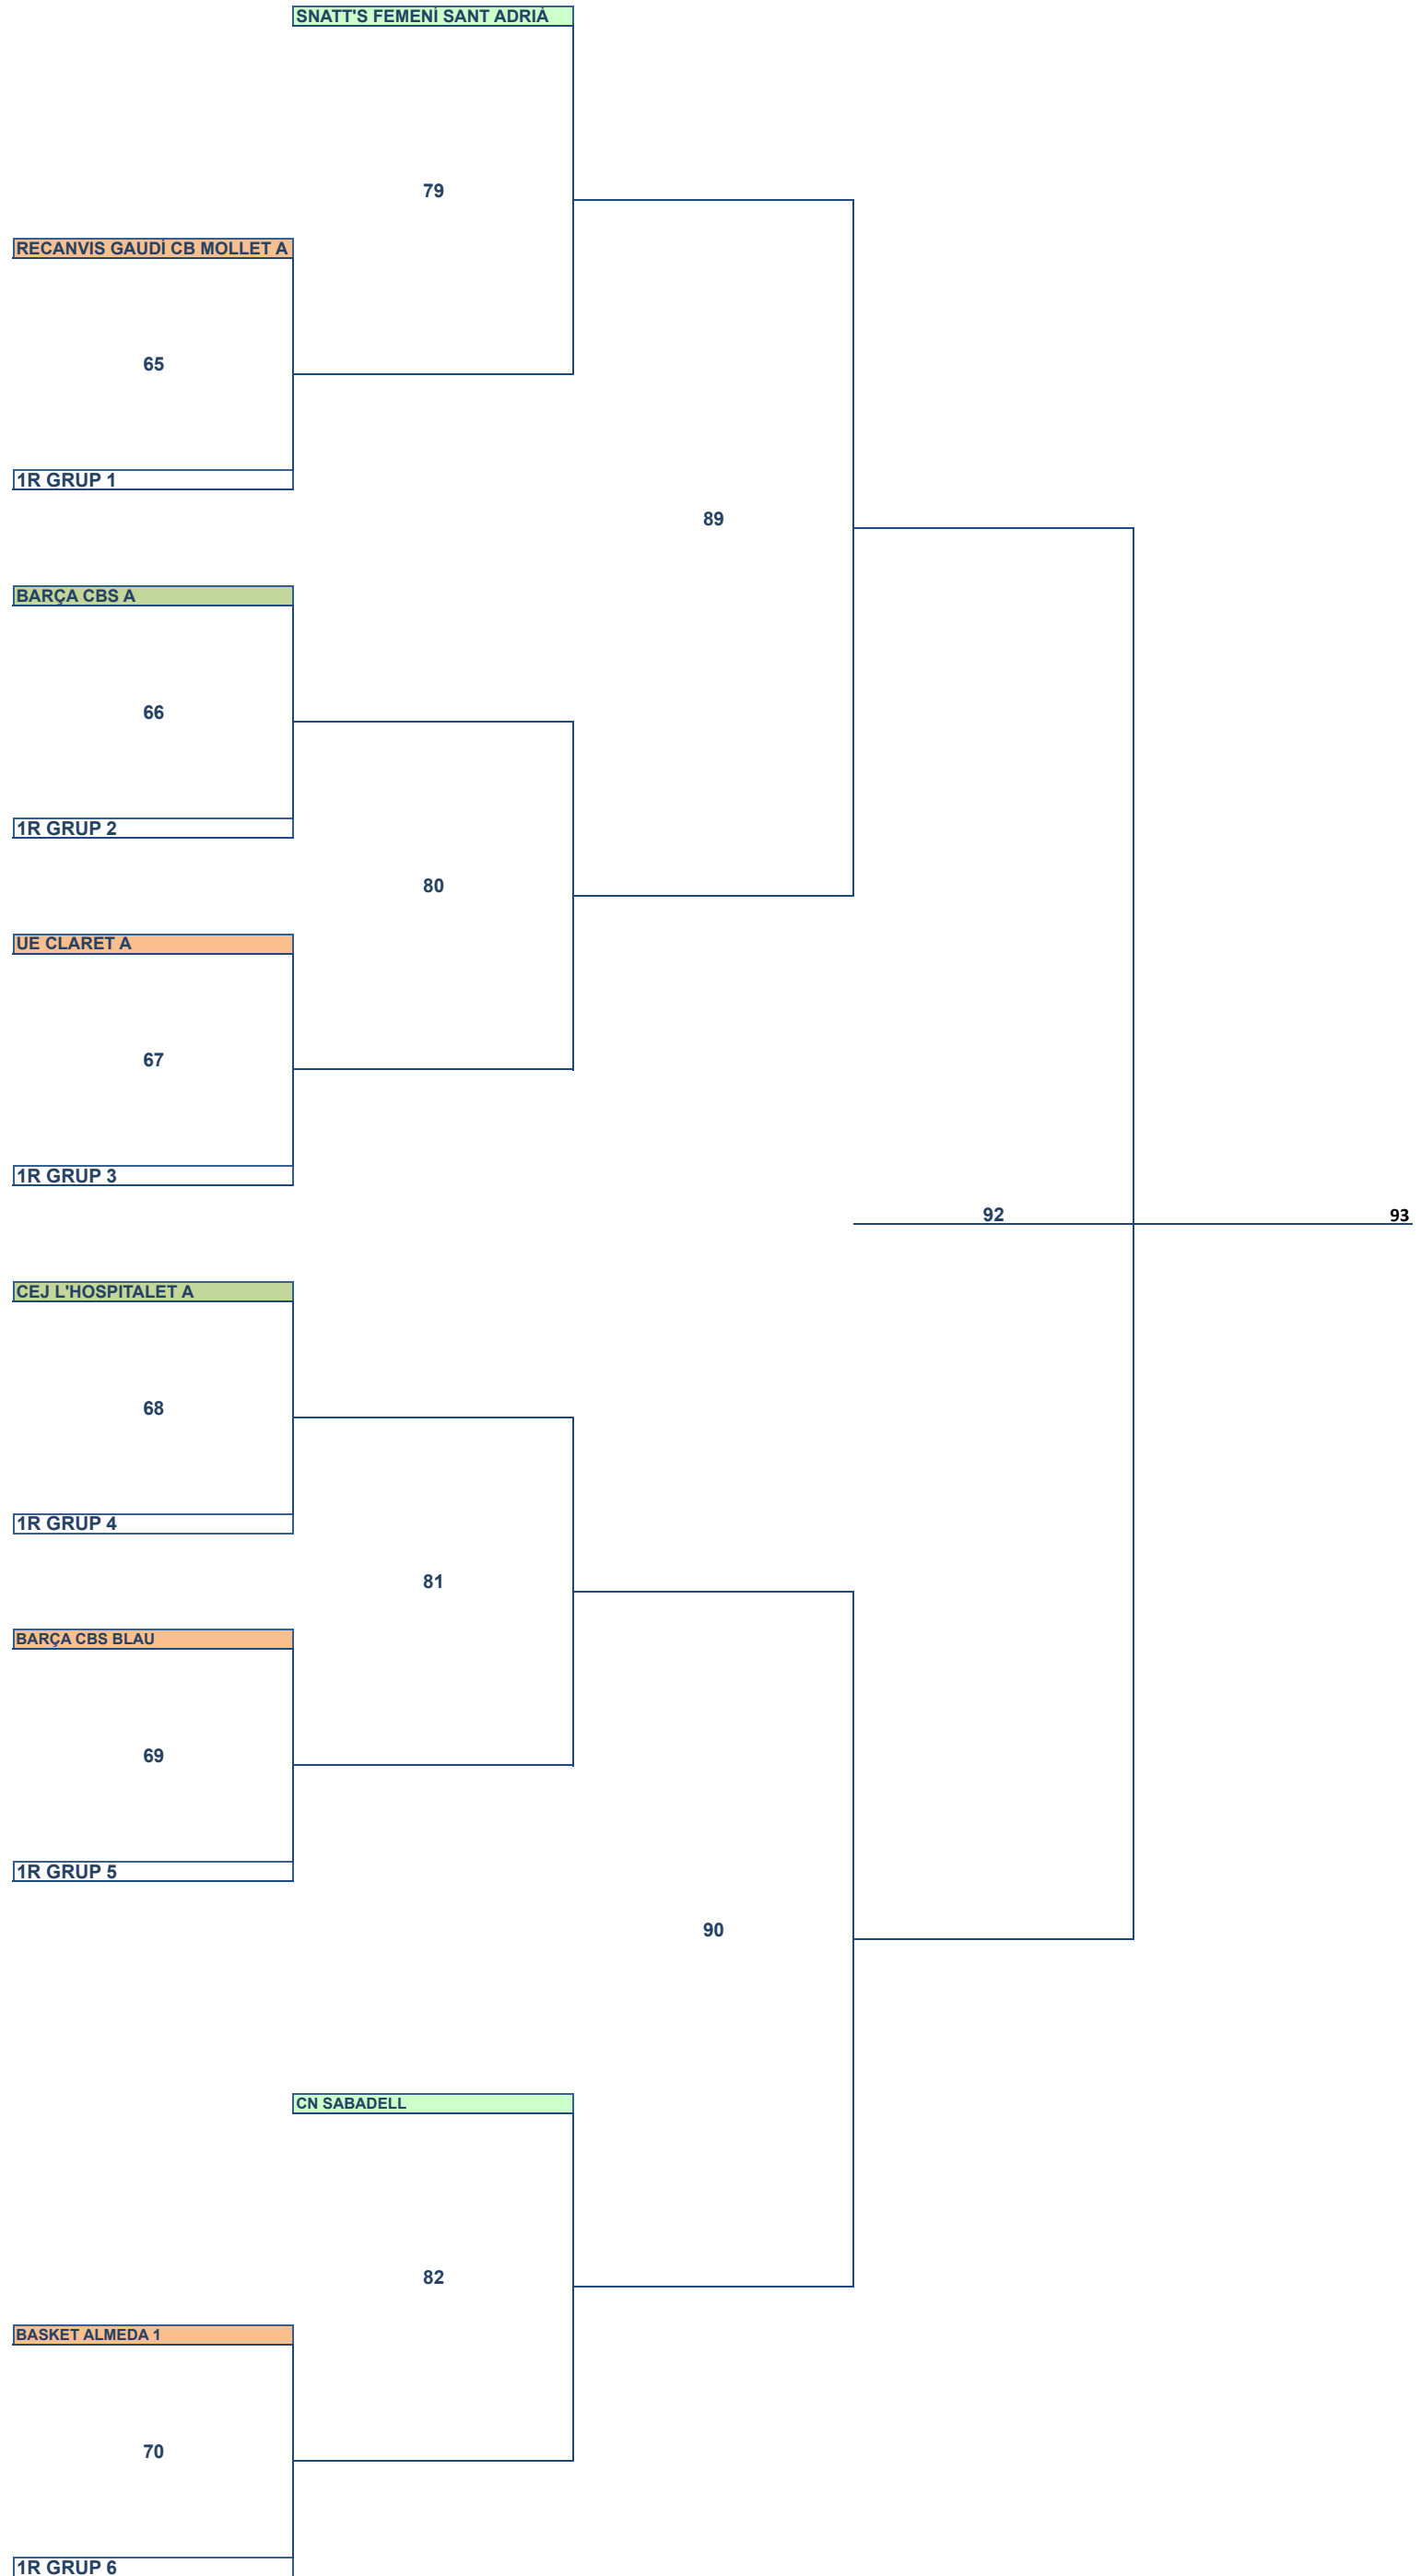 SNATT'S FEMENÍ SANT ADRIÀ
79
RECANVIS GAUDÍ CB MOLLET A
65
1R GRUP 1
89
BARÇA CBS A
66
1R GRUP 2
80
UE CLARET A
67
1R GRUP 3
92
93
CEJ L'HOSPITALET A
68
1R GRUP 4
81
BARÇA CBS BLAU
69
1R GRUP 5
90
CN SABADELL
82
BASKET ALMEDA 1
70
1R GRUP 6